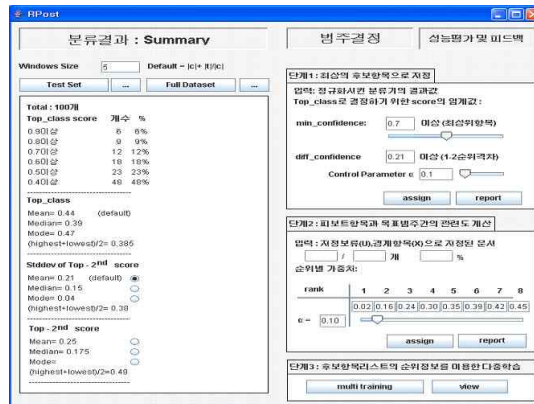 RPost
분류결과 : Summary
Windows Size 5 Default = |c|+ |t|/|c|
Test Set ... Full Dataset ...
Total : 100개
Top_class score 개수 %
0.9이상 6 6%
0.8이상 9 9%
0.7이상 12 12%
0.6이상 18 18%
0.5이상 23 23%
0.4이상 48 48%
Top_class
Mean= 0.44 (default)
Median= 0.39
Mode= 0.47
(highest+lowest)/2= 0.385
Stddev of Top - 2nd score
Mean= 0.21 (default)
Median= 0.15
Mode= 0.04
(highest+lowest)/2= 0.38
Top - 2nd score
Mean= 0.25
Median= 0.175
Mode=
(highest+lowest)/2=0.48
범주결정
성능평가 및 피드백
단계1 : 최상의 후보항목으로 지정
입력: 정규화시킨 분류기의 결과값
Top_class로 결정하기 위한 score의 임계값 :
min_confidence: 0.7 이상 (최상위항목)
diff_confidence 0.21 이상 (1-2순위격차)
Control Parameter ε 0.1
assign report
단계2 : 피보트항목과 목표범주간의 관련도 계산
입력 : 지정보류(U),경계항목(X)으로 지정된 문서
/ 개 %
순위별 가중치:
rank 1 2 3 4 5 6 7 8
0.02 0.16 0.24 0.30 0.35 0.39 0.42 0.45
ε = 0.10
assign report
단계3 : 후보항목리스트의 순위정보를 이용한 다중학습
multi training view